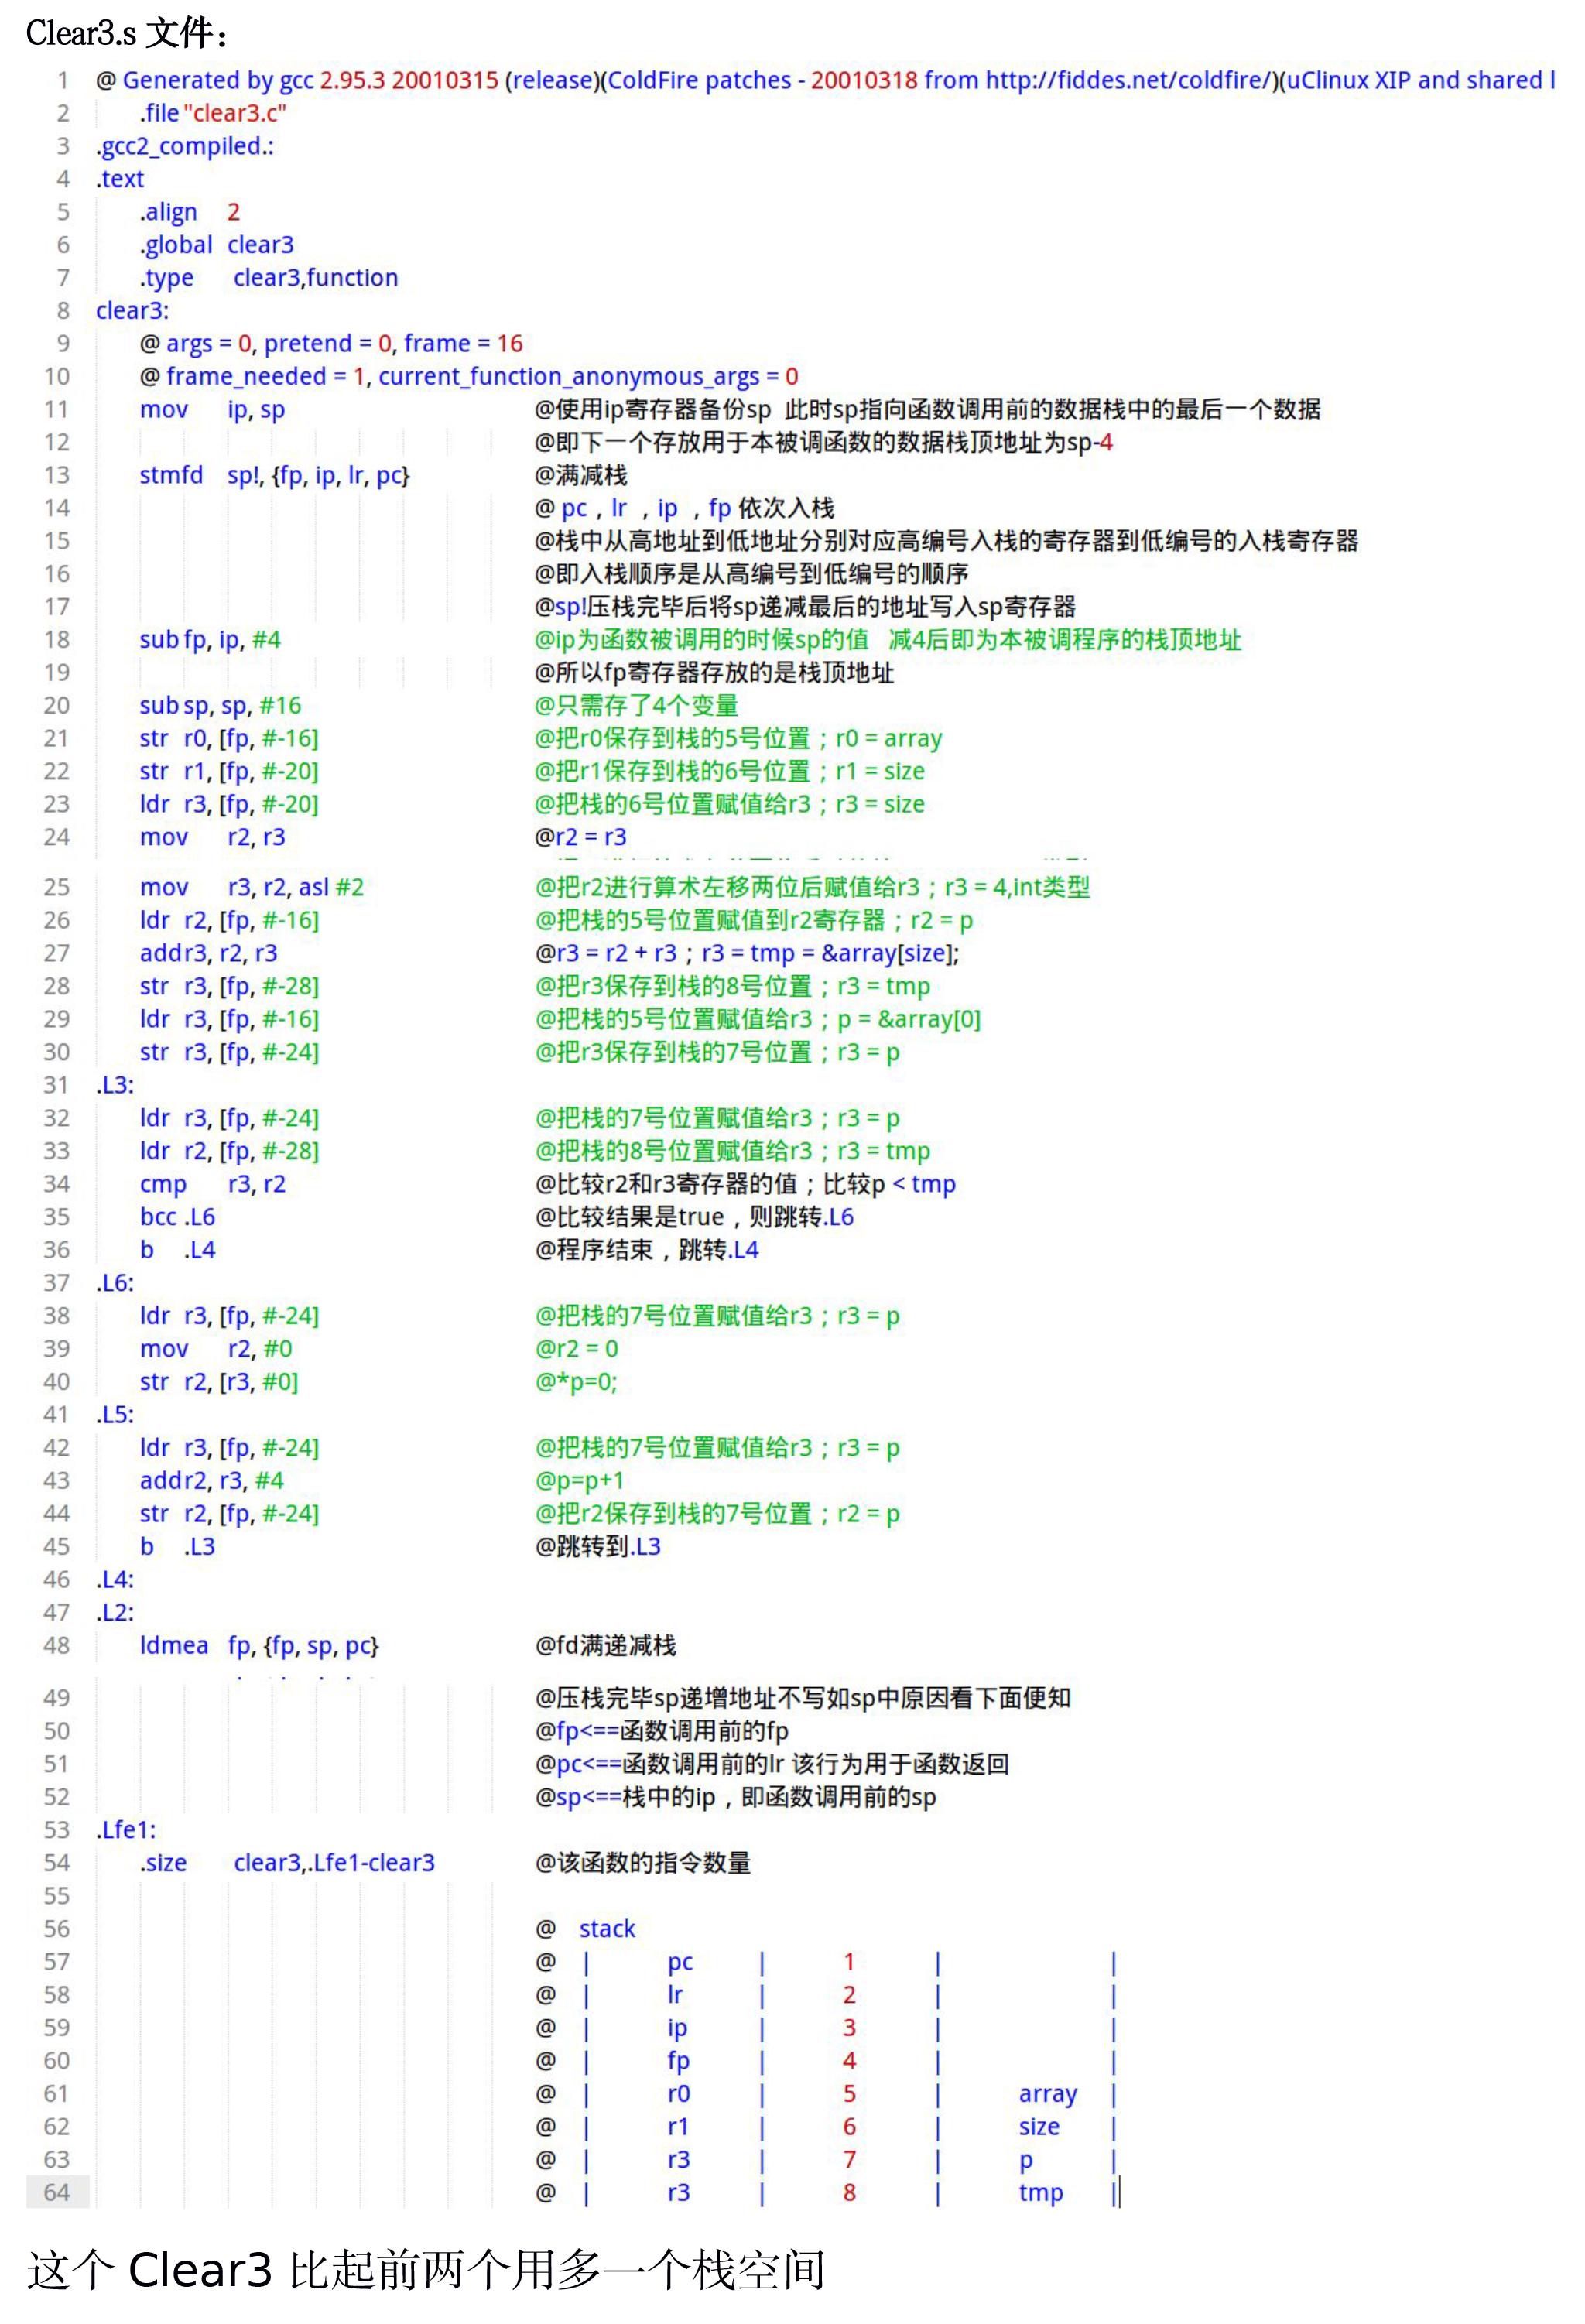 Clear3.s 文件：
1 @ Generated by gcc 2.95.3 20010315 (release)(ColdFire patches - 20010318 from http://fiddes.net/coldfire/)(uClinux XIP and shared l
2 .file "clear3.c"
3 .gcc2_compiled.:
4 .text
5 .align 2
6 .global clear3
7 .type clear3,function
8 clear3:
9 @ args = 0, pretend = 0, frame = 16
10 @ frame_needed = 1, current_function_anonymous_args = 0
11 mov ip, sp @使用ip寄存器备份sp 此时sp指向函数调用前的数据栈中的最后一个数据
12 @即下一个存放用于本被调函数的数据栈顶地址为sp-4
13 stmfd sp!, {fp, ip, lr, pc} @满减栈
14 @ pc , lr , ip , fp 依次入栈
15 @栈中从高地址到低地址分别对应高编号入栈的寄存器到低编号的入栈寄存器
16 @即入栈顺序是从高编号到低编号的顺序
17 @sp!压栈完毕后将sp递减最后的地址写入sp寄存器
18 sub fp, ip, #4 @ip为函数被调用的时候sp的值 减4后即为本被调程序的栈顶地址
19 @所以fp寄存器存放的是栈顶地址
20 sub sp, sp, #16 @只需存了4个变量
21 str r0, [fp, #-16] @把r0保存到栈的5号位置；r0 = array
22 str r1, [fp, #-20] @把r1保存到栈的6号位置；r1 = size
23 ldr r3, [fp, #-20] @把栈的6号位置赋值给r3；r3 = size
24 mov r2, r3 @r2 = r3
25 mov r3, r2, asl #2 @把r2进行算术左移两位后赋值给r3；r3 = 4,int类型
26 ldr r2, [fp, #-16] @把栈的5号位置赋值到r2寄存器；r2 = p
27 addr3, r2, r3 @r3 = r2 + r3；r3 = tmp = &array[size];
28 str r3, [fp, #-28] @把r3保存到栈的8号位置；r3 = tmp
29 ldr r3, [fp, #-16] @把栈的5号位置赋值给r3；p = &array[0]
30 str r3, [fp, #-24] @把r3保存到栈的7号位置；r3 = p
31 .L3:
32 ldr r3, [fp, #-24] @把栈的7号位置赋值给r3；r3 = p
33 ldr r2, [fp, #-28] @把栈的8号位置赋值给r3；r3 = tmp
34 cmp r3, r2 @比较r2和r3寄存器的值；比较p < tmp
35 bcc .L6 @比较结果是true，则跳转.L6
36 b .L4 @程序结束，跳转.L4
37 .L6:
38 ldr r3, [fp, #-24] @把栈的7号位置赋值给r3；r3 = p
39 mov r2, #0 @r2 = 0
40 str r2, [r3, #0] @*p=0;
41 .L5:
42 ldr r3, [fp, #-24] @把栈的7号位置赋值给r3；r3 = p
43 addr2, r3, #4 @p=p+1
44 str r2, [fp, #-24] @把r2保存到栈的7号位置；r2 = p
45 b .L3 @跳转到.L3
46 .L4:
47 .L2:
48 ldmea fp, {fp, sp, pc} @fd满递减栈
49 @压栈完毕sp递增地址不写如sp中原因看下面便知
50 @fp<==函数调用前的fp
51 @pc<==函数调用前的lr 该行为用于函数返回
52 @sp<==栈中的ip，即函数调用前的sp
53 .Lfe1:
54 .size clear3,.Lfe1-clear3 @该函数的指令数量
55
56 @ stack
57 @ | pc | 1 | |
58 @ | lr | 2 | |
59 @ | ip | 3 | |
60 @ | fp | 4 | |
61 @ | r0 | 5 | array |
62 @ | r1 | 6 | size |
63 @ | r3 | 7 | p |
64 @ | r3 | 8 | tmp |
这个 Clear3 比起前两个用多一个栈空间